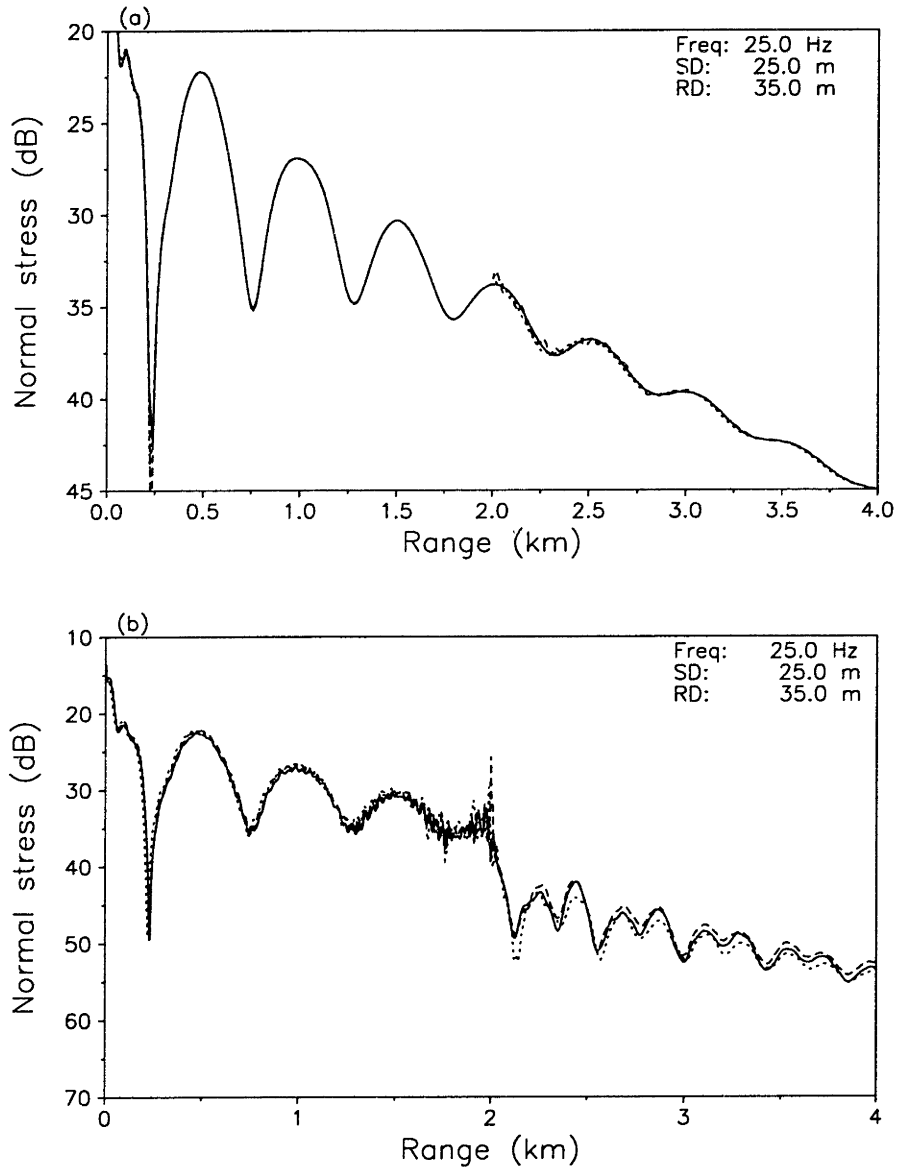 (a)
Freq: 25.0 Hz
SD: 25.0 m
RD: 35.0 m
20
25
30
35
40
45
Normal stress (dB)
0.0 0.5 1.0 1.5 2.0 2.5 3.0 3.5 4.0
Range (km)
(b)
Freq: 25.0 Hz
SD: 25.0 m
RD: 35.0 m
10
20
30
40
50
60
70
Normal stress (dB)
0 1 2 3 4
Range (km)